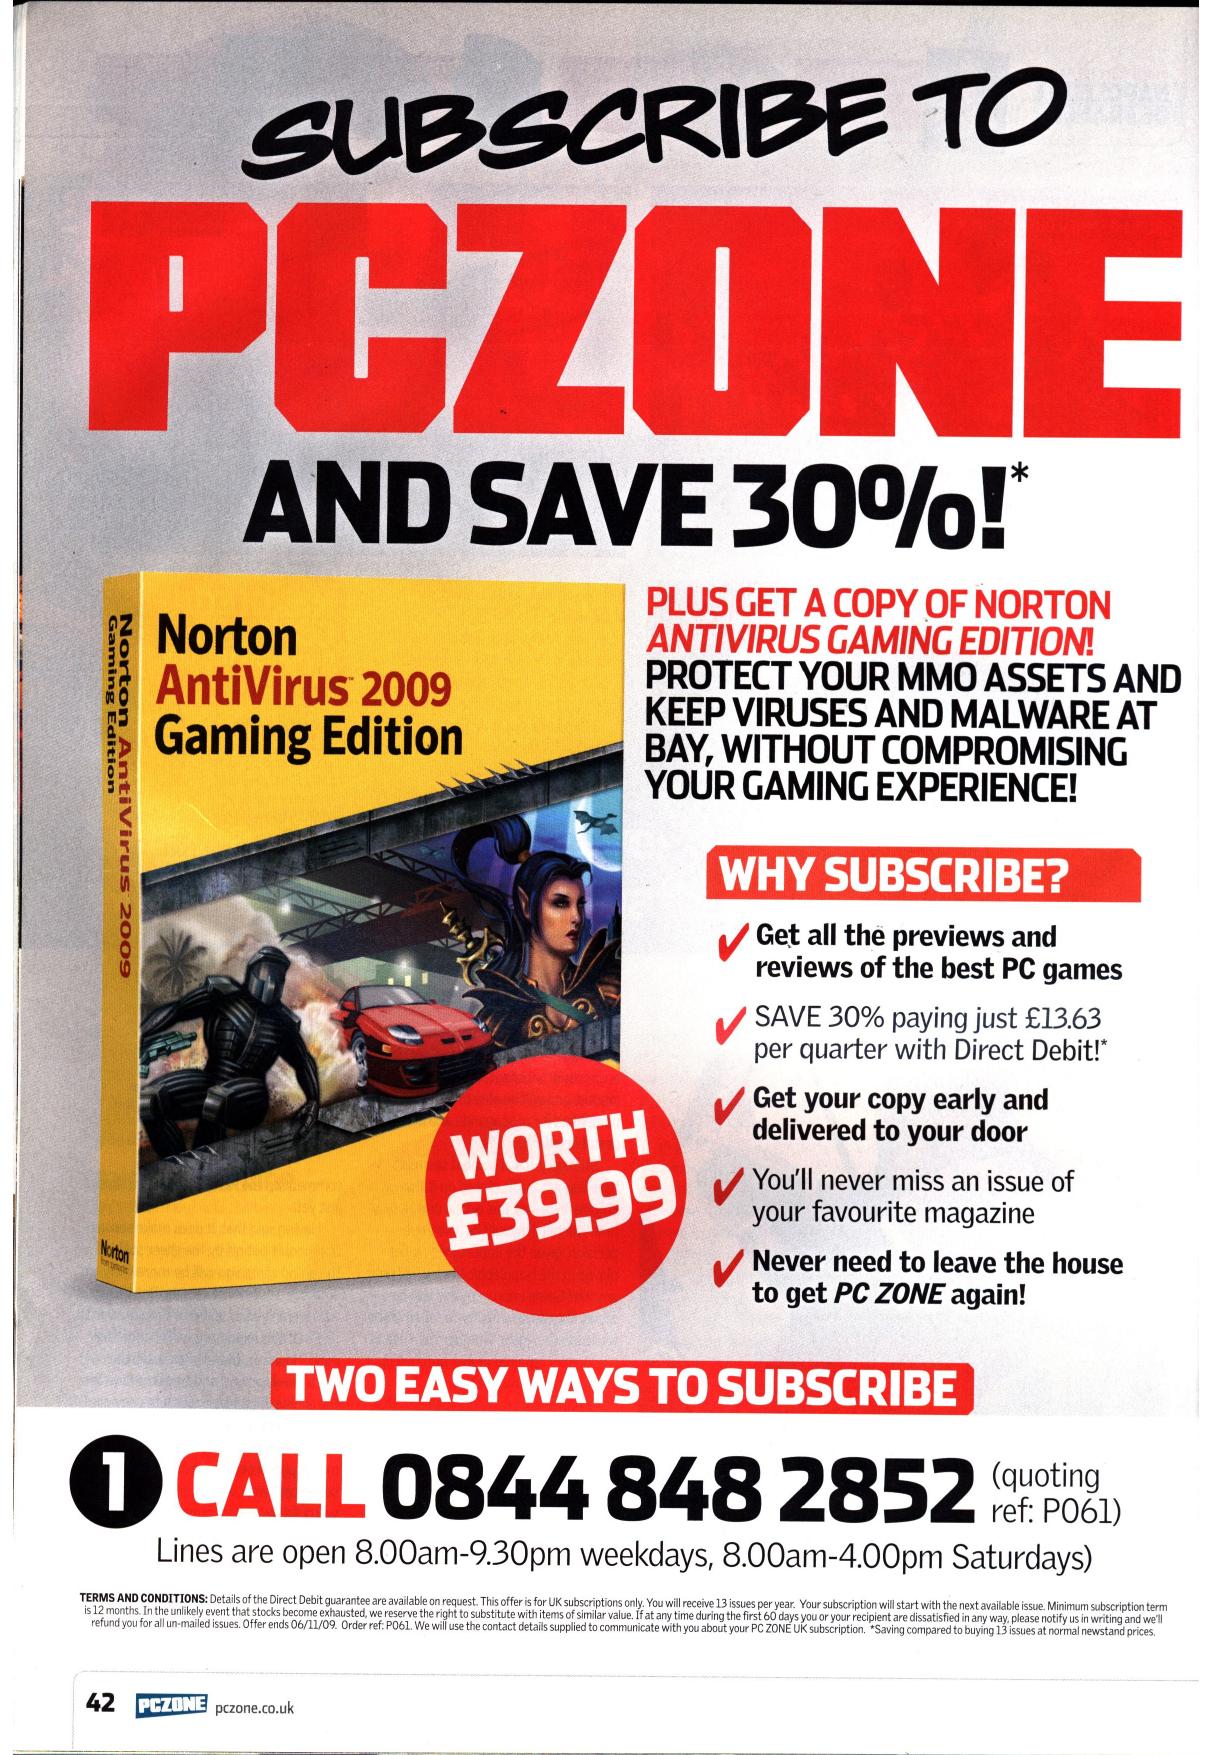 SUBSCRIBE TO
PCZONE
AND SAVE 30%!*
PLUS GET A COPY OF NORTON
ANTIVIRUS GAMING EDITION!
PROTECT YOUR MMO ASSETS AND
KEEP VIRUSES AND MALWARE AT
BAY, WITHOUT COMPROMISING
YOUR GAMING EXPERIENCE!
Norton
AntiVirus™ 2009
Gaming Edition
Norton AntiVirus 2009
Gaming Edition
Norton
WORTH
£39.99
WHY SUBSCRIBE?
✔ Get all the previews and
reviews of the best PC games
✔ SAVE 30% paying just £13.63
per quarter with Direct Debit!*
✔ Get your copy early and
delivered to your door
✔ You'll never miss an issue of
your favourite magazine
✔ Never need to leave the house
to get PC ZONE again!
TWO EASY WAYS TO SUBSCRIBE
1 CALL 0844 848 2852 (quoting
ref: P061)
Lines are open 8.00am-9.30pm weekdays, 8.00am-4.00pm Saturdays)
TERMS AND CONDITIONS: Details of the Direct Debit guarantee are available on request. This offer is for UK subscriptions only. You will receive 13 issues per year. Your subscription will start with the next available issue. Minimum subscription term
is 12 months. In the unlikely event that stocks become exhausted, we reserve the right to substitute with items of similar value. If at any time during the first 60 days you or your recipient are dissatisfied in any way, please notify us in writing and we'll
refund you for all un-mailed issues. Offer ends 06/11/09. Order ref: P061. We will use the contact details supplied to communicate with you about your PC ZONE UK subscription. *Saving compared to buying 13 issues at normal newstand prices.
42 PCZONE pczone.co.uk